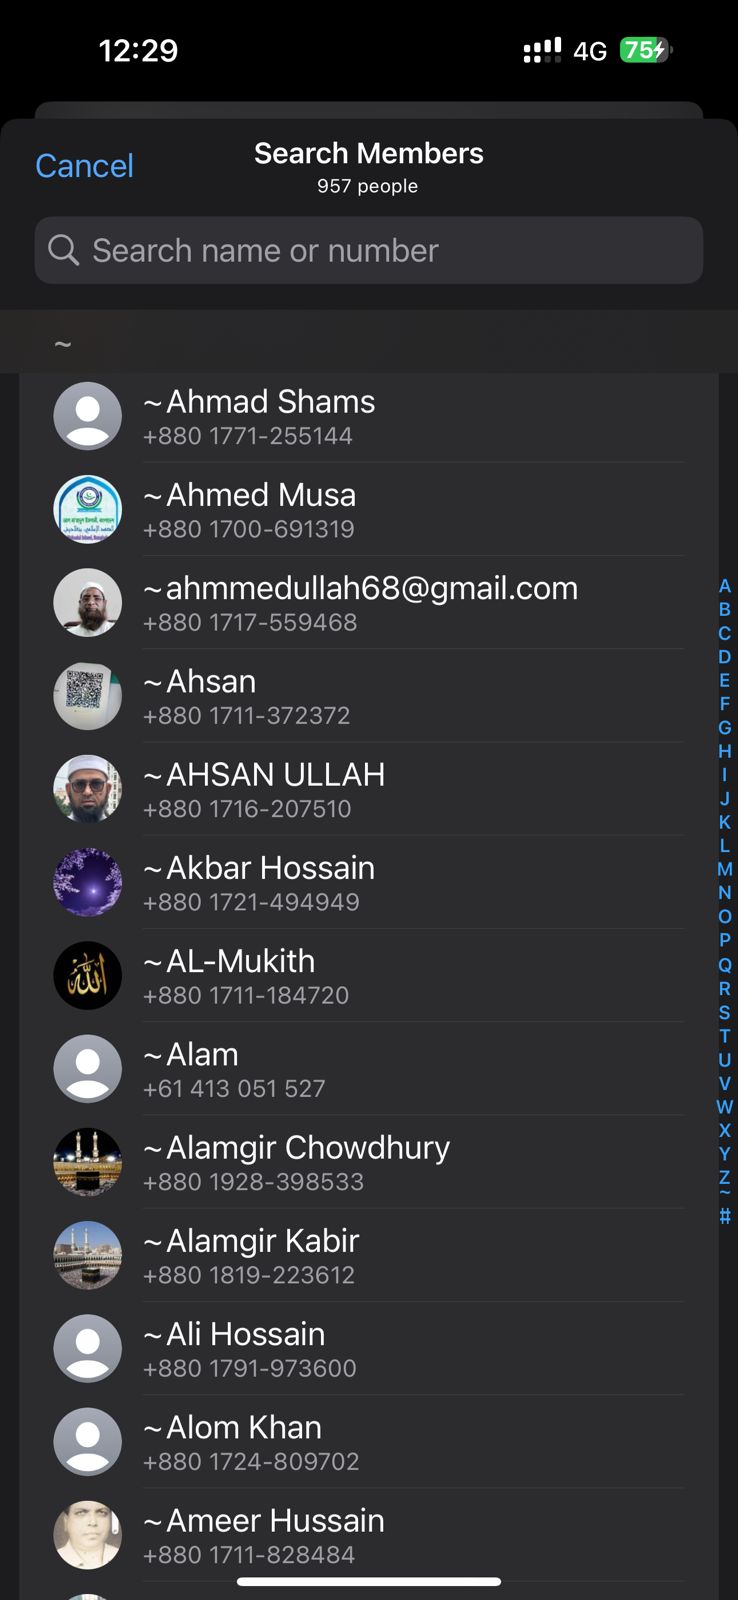 12:29
4G
75
Cancel
Search Members
957 people
Search name or number
~
~Ahmad Shams
+880 1771-255144
~Ahmed Musa
+880 1700-691319
~ahmmedullah68@gmail.com
+880 1717-559468
~Ahsan
+880 1711-372372
~AHSAN ULLAH
+880 1716-207510
~Akbar Hossain
+880 1721-494949
~AL-Mukith
+880 1711-184720
~Alam
+61 413 051 527
~Alamgir Chowdhury
+880 1928-398533
~Alamgir Kabir
+880 1819-223612
~Ali Hossain
+880 1791-973600
~Alom Khan
+880 1724-809702
~Ameer Hussain
+880 1711-828484
A
B
C
D
E
F
G
H
I
J
K
L
M
N
O
P
Q
R
S
T
U
V
W
X
Y
Z
~
#
الله